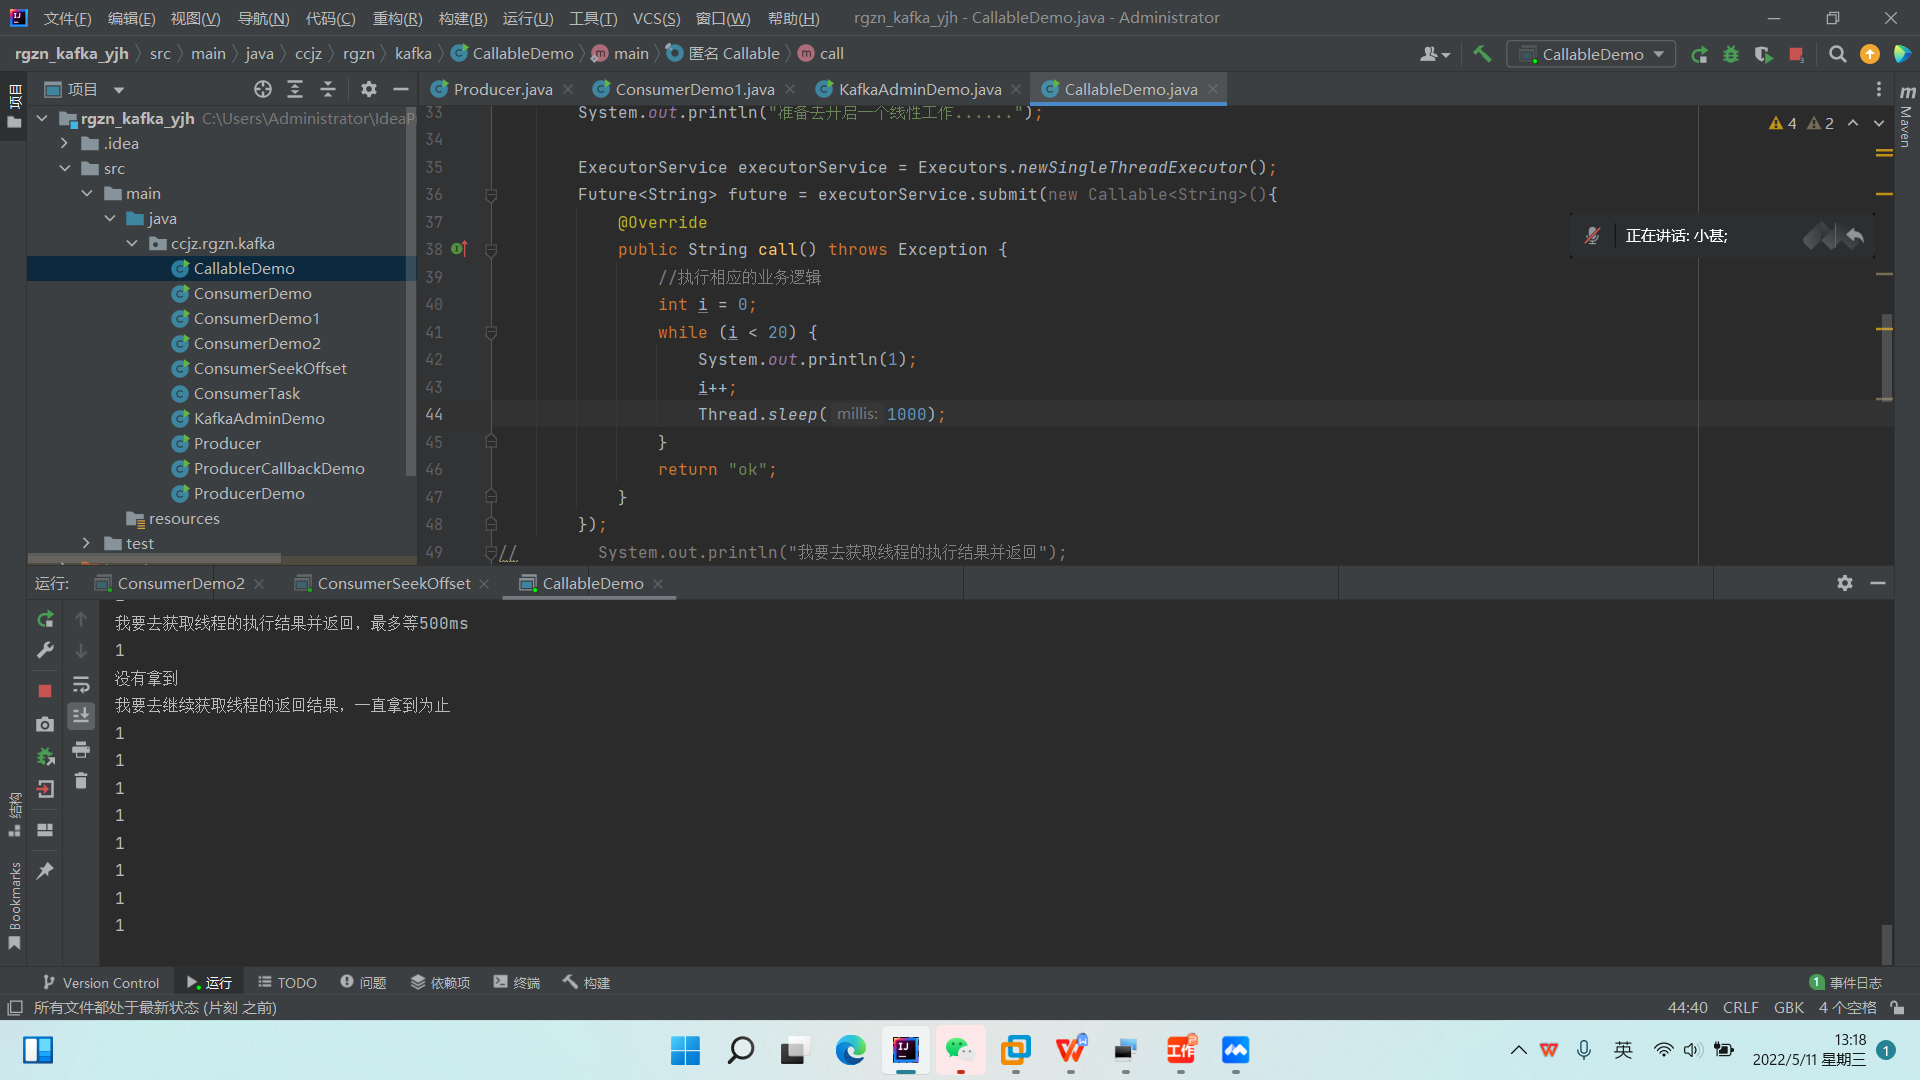 文件(F) 编辑(E) 视图(V) 导航(N) 代码(C) 重构(R) 构建(B) 运行(U) 工具(T) VCS(S) 窗口(W) 帮助(H) rgzn_kafka_yjh - CallableDemo.java - Administrator
rgzn_kafka_yjh src main java ccjz rgzn kafka CallableDemo main 匿名 Callable call CallableDemo
项目 Producer.java ConsumerDemo1.java KafkaAdminDemo.java CallableDemo.java
项目
Maven
rgzn_kafka_yjh C:\Users\Administrator\IdeaP
.idea
src
main
java
ccjz.rgzn.kafka
CallableDemo
ConsumerDemo
ConsumerDemo1
ConsumerDemo2
ConsumerSeekOffset
ConsumerTask
KafkaAdminDemo
Producer
ProducerCallbackDemo
ProducerDemo
resources
test
4 2
33 System.out.println("准备去开启一个线性工作......");
34
35 ExecutorService executorService = Executors.newSingleThreadExecutor();
36 Future<String> future = executorService.submit(new Callable<String>(){
37 @Override
38 public String call() throws Exception {
39 //执行相应的业务逻辑
40 int i = 0;
41 while (i < 20) {
42 System.out.println(1);
43 i++;
44 Thread.sleep( millis: 1000);
45 }
46 return "ok";
47 }
48 });
49 // System.out.println("我要去获取线程的执行结果并返回");
正在讲话: 小甚;
运行: ConsumerDemo2 ConsumerSeekOffset CallableDemo
我要去获取线程的执行结果并返回，最多等500ms
1
没有拿到
我要去继续获取线程的返回结果，一直拿到为止
1
1
1
1
1
1
1
1
结构
Bookmarks
Version Control 运行 TODO 问题 依赖项 终端 构建 1 事件日志
所有文件都处于最新状态 (片刻 之前) 44:40 CRLF GBK 4 个空格
工作 英 13:18
2022/5/11 星期三 1